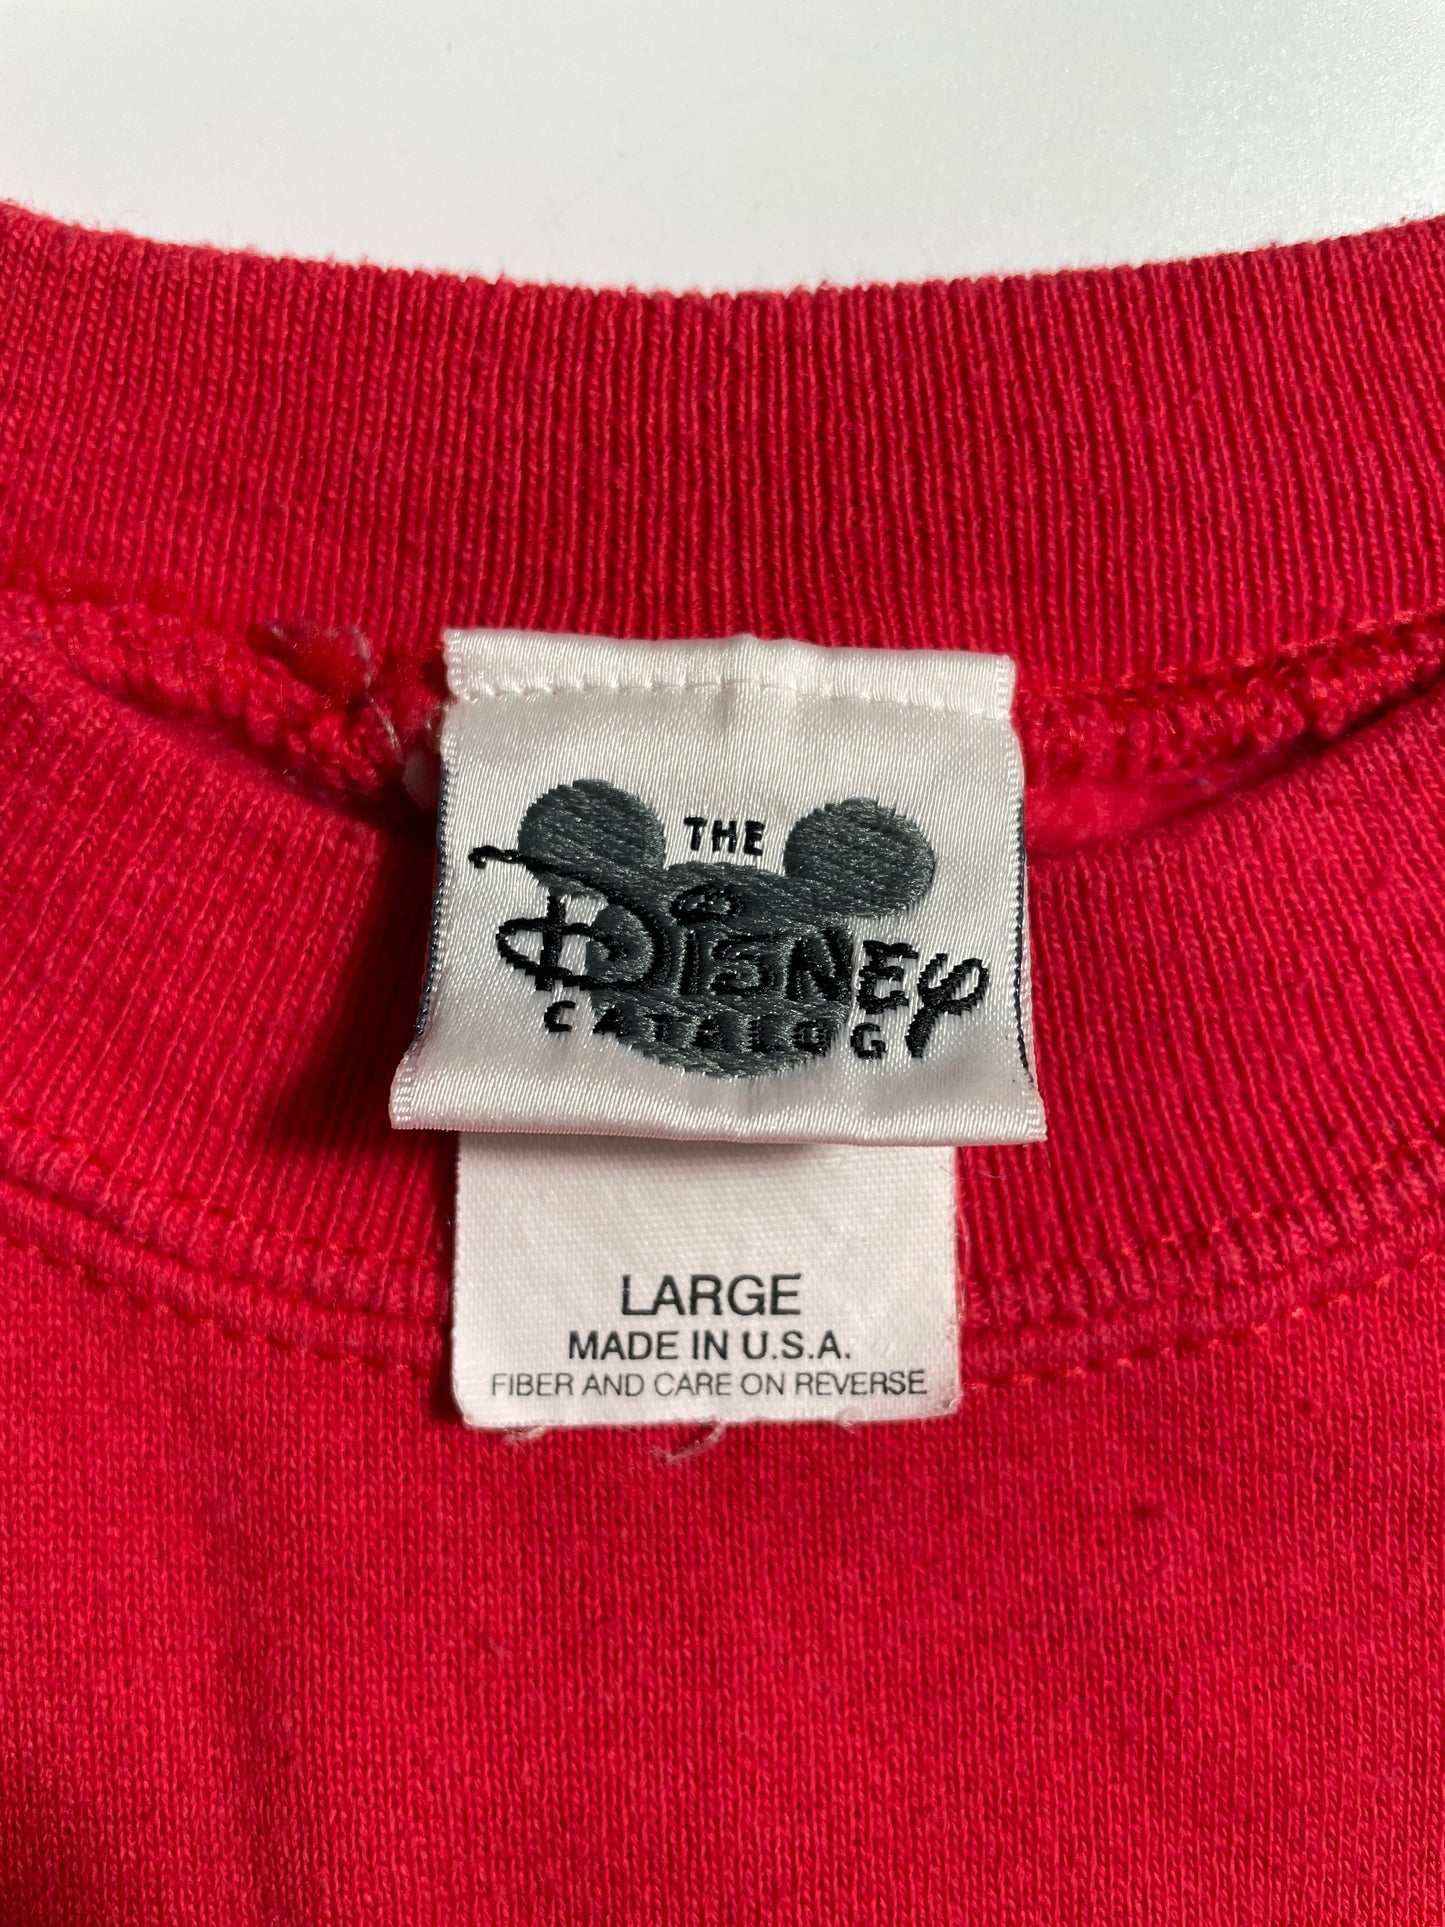 THE
Disney
CATALOG
LARGE
MADE IN U.S.A.
FIBER AND CARE ON REVERSE